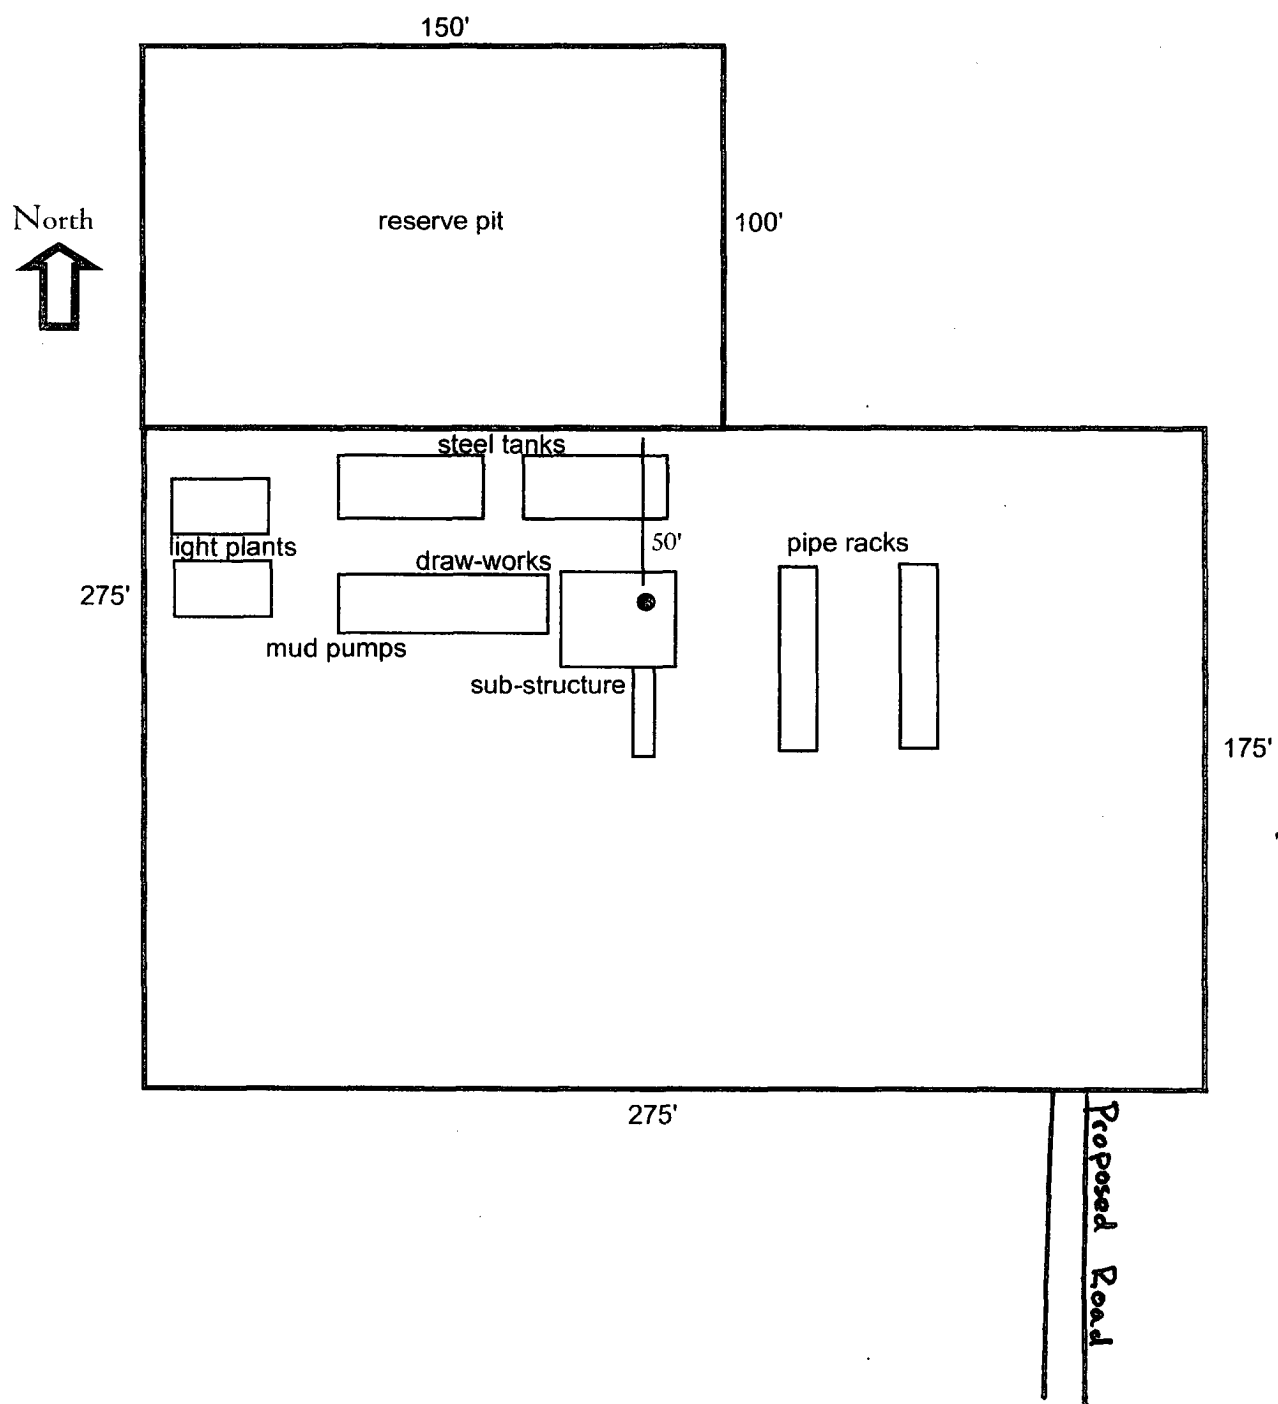 150'
North
reserve pit
100'
steel tanks
light plants
50'
pipe racks
draw-works
275'
mud pumps
sub-structure
175'
275'
Proposed Road